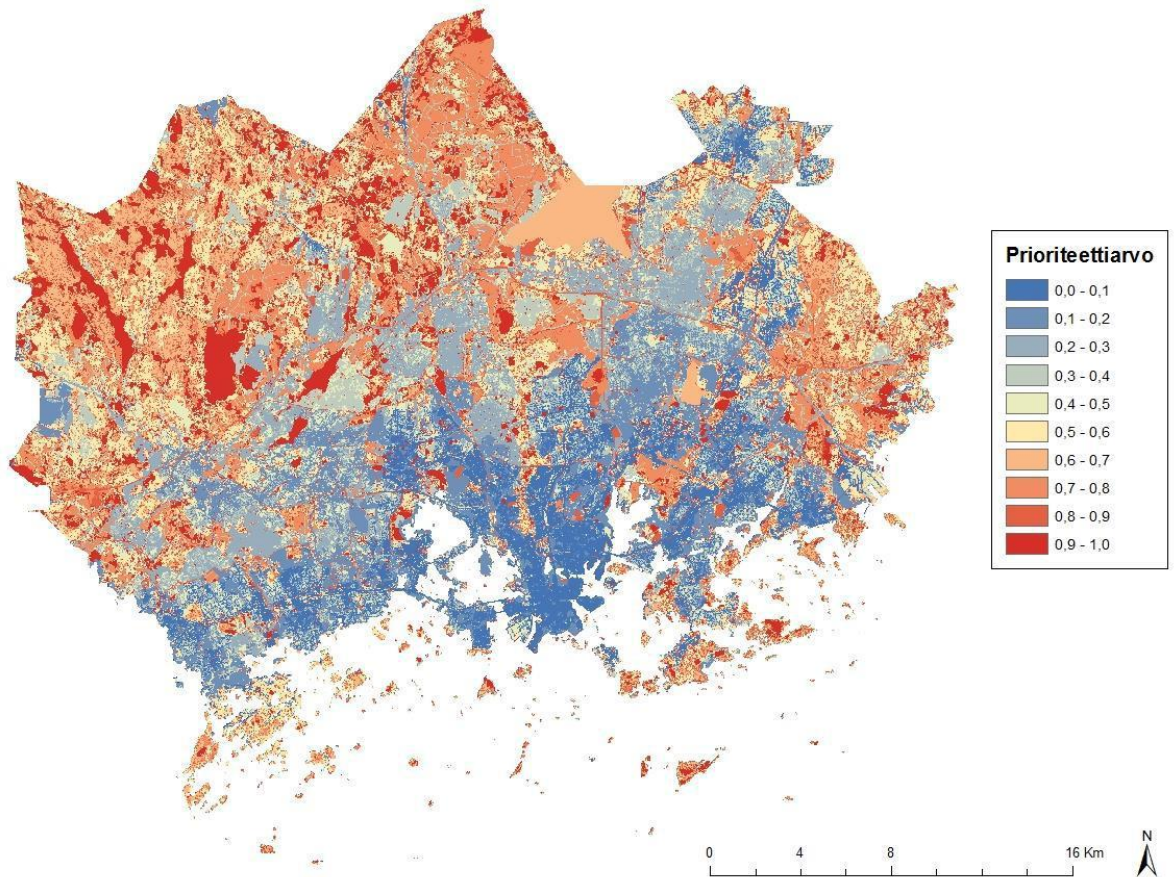 Prioriteettiarvo
0,0 - 0,1
0,1 - 0,2
0,2 - 0,3
0,3 - 0,4
0,4 - 0,5
0,5 - 0,6
0,6 - 0,7
0,7 - 0,8
0,8 - 0,9
0,9 - 1,0
N
0 4 8 16 Km